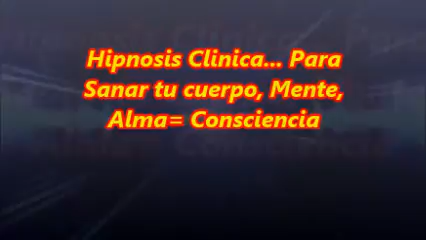 Hipnosis Clinica... Para
Sanar tu cuerpo, Mente,
Alma= Consciencia